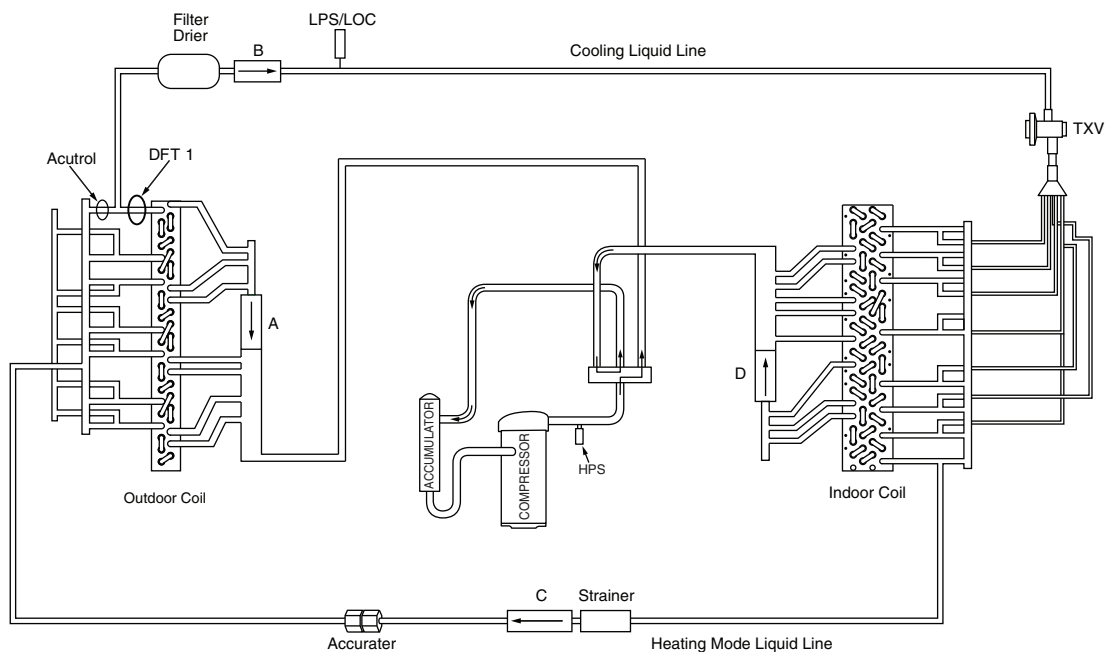 Filter
Drier
B
LPS/LOC
Cooling Liquid Line
TXV
Acutrol
DFT 1
A
D
ACCUMULATOR
COMPRESSOR
HPS
Outdoor Coil
Indoor Coil
C
Strainer
Accurater
Heating Mode Liquid Line